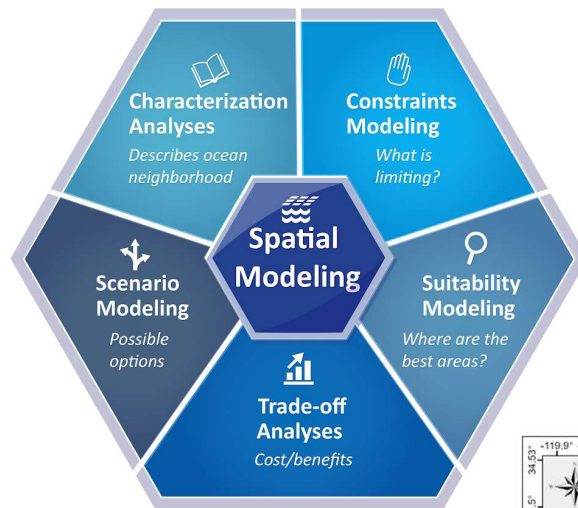 Characterization
Analyses
Describes ocean
neighborhood
Constraints
Modeling
What is
limiting?
Spatial
Modeling
Scenario
Modeling
Possible
options
Suitability
Modeling
Where are the
best areas?
Trade-off
Analyses
Cost/benefits
-119.9°
34.53°